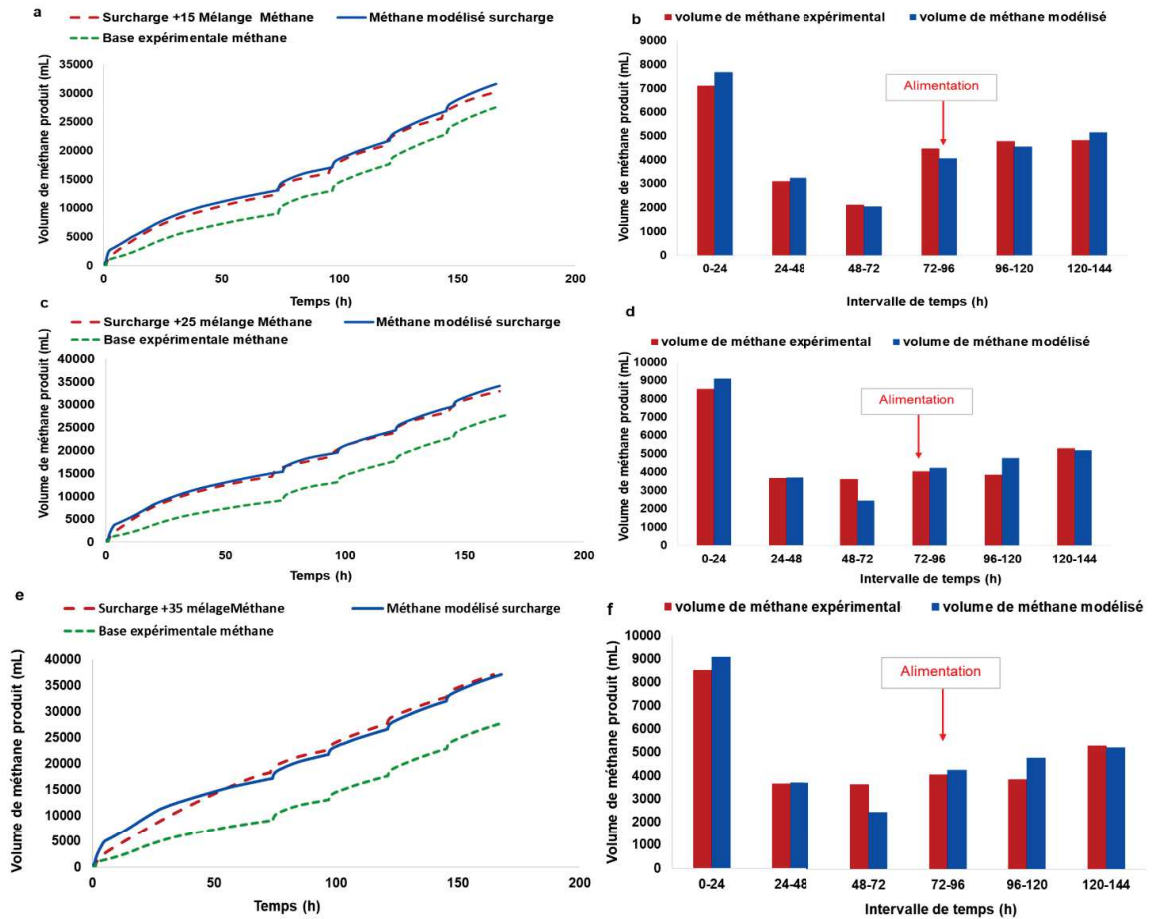 a
Surcharge +15 Mélange Méthane
Méthane modélisé surcharge
Base expérimentale méthane
Volume de méthane produit (mL)
35000
30000
25000
20000
15000
10000
5000
0
0 50 100 150 200
Temps (h)
b
volume de méthane expérimental
volume de méthane modélisé
Volume de méthane produit (mL)
9000
8000
7000
6000
5000
4000
3000
2000
1000
0
Alimentation
0-24 24-48 48-72 72-96 96-120 120-144
Intervalle de temps (h)
c
Surcharge +25 mélange Méthane
Méthane modélisé surcharge
Base expérimentale méthane
Volume de méthane produit (mL)
40000
35000
30000
25000
20000
15000
10000
5000
0
0 50 100 150 200
Temps (h)
d
volume de méthane expérimental
volume de méthane modélisé
Volume de méthane produit (mL)
10000
9000
8000
7000
6000
5000
4000
3000
2000
1000
0
Alimentation
0-24 24-48 48-72 72-96 96-120 120-144
Intervalle de temps (h)
e
Surcharge +35 mélageMéthane
Méthane modélisé surcharge
Base expérimentale méthane
Volume de méthane produit (mL)
40000
35000
30000
25000
20000
15000
10000
5000
0
0 50 100 150 200
Temps (h)
f
volume de méthane expérimental
volume de méthane modélisé
Volume de méthane produit (mL)
10000
9000
8000
7000
6000
5000
4000
3000
2000
1000
0
Alimentation
0-24 24-48 48-72 72-96 96-120 120-144
Intervalle de temps (h)